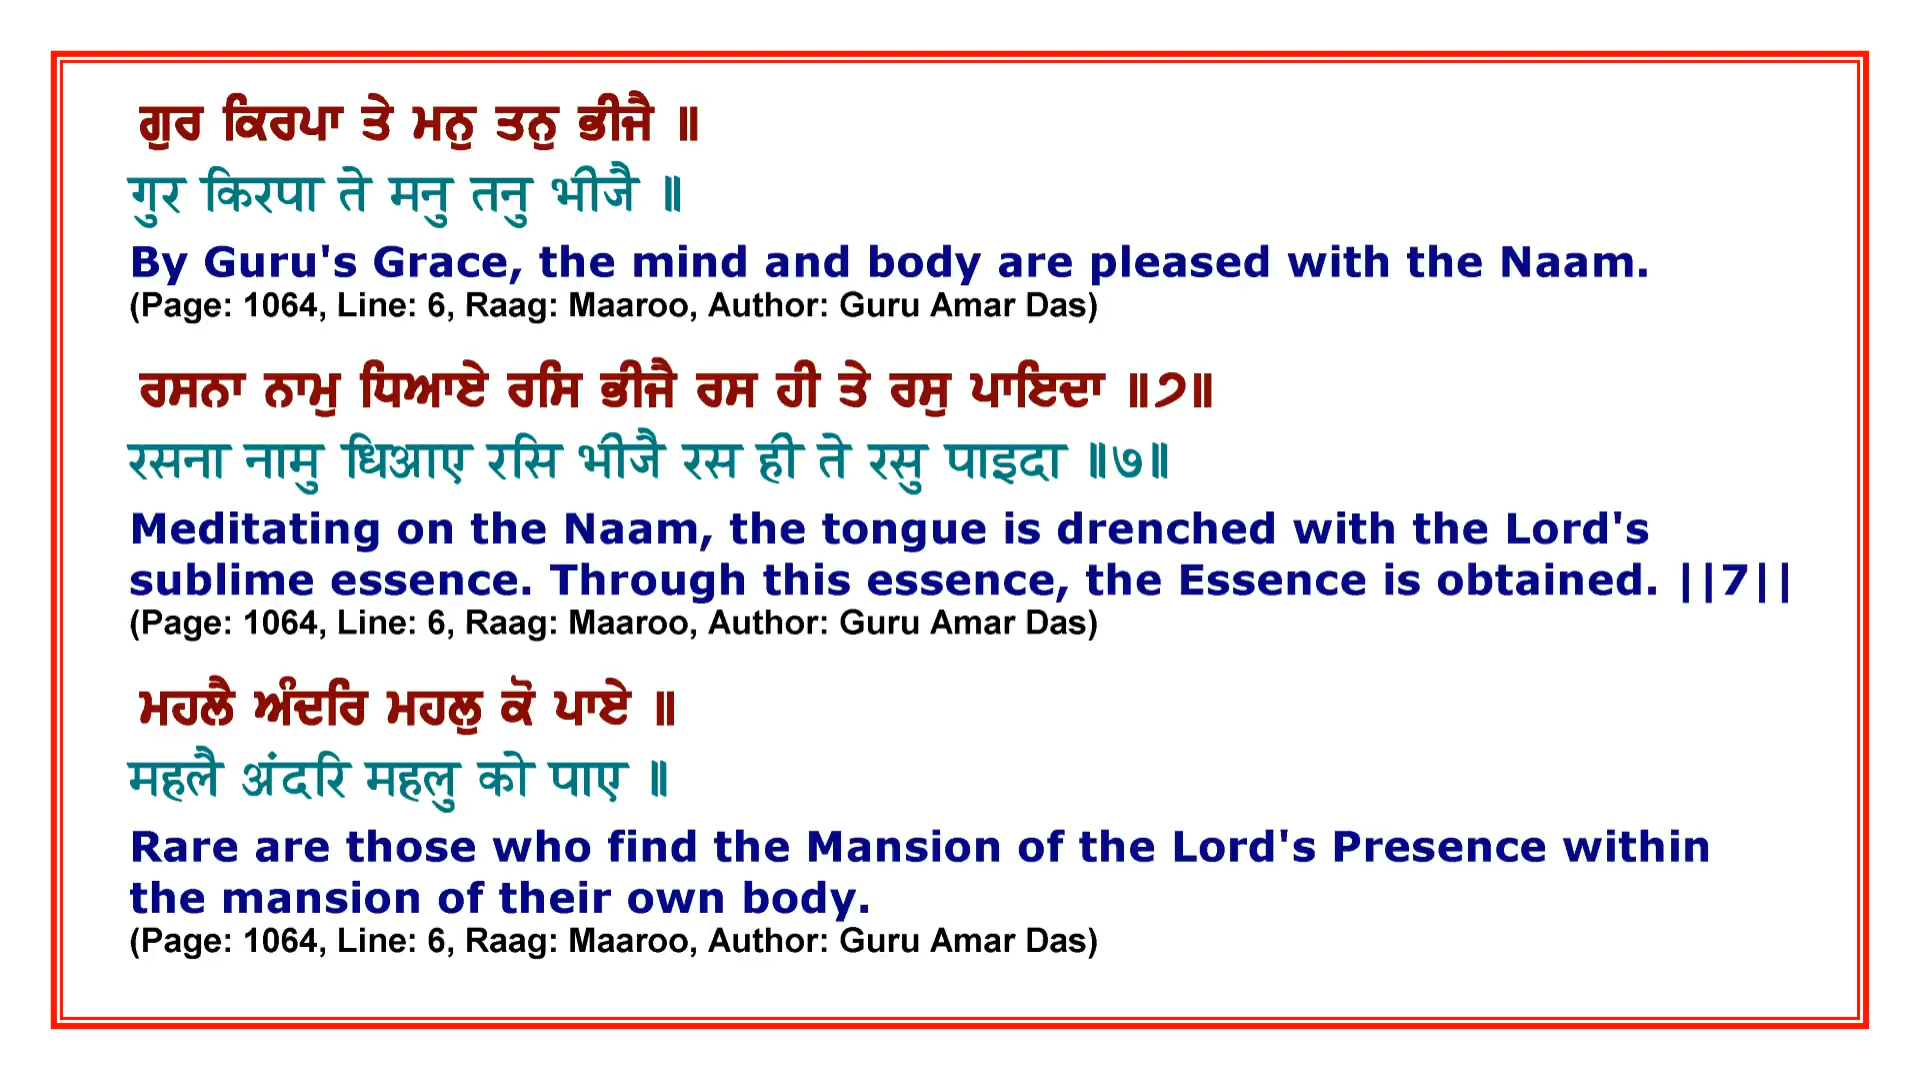 ਗੁਰ ਕਿਰਪਾ ਤੇ ਮਨੁ ਤਨੁ ਭੀਜੈ ॥
गुर किरपा ते मनु तनु भीजै ॥
By Guru's Grace, the mind and body are pleased with the Naam.
(Page: 1064, Line: 6, Raag: Maaroo, Author: Guru Amar Das)
ਰਸਨਾ ਨਾਮੁ ਧਿਆਏ ਰਸਿ ਭੀਜੈ ਰਸ ਹੀ ਤੇ ਰਸੁ ਪਾਇਦਾ ॥੭॥
रसना नामु धिआए रसि भीजै रस ही ते रसु पाइदा ॥७॥
Meditating on the Naam, the tongue is drenched with the Lord's
sublime essence. Through this essence, the Essence is obtained. ||7||
(Page: 1064, Line: 6, Raag: Maaroo, Author: Guru Amar Das)
ਮਹਲੈ ਅੰਦਰਿ ਮਹਲੁ ਕੋ ਪਾਏ ॥
महलै अंदरि महलु को पाए ॥
Rare are those who find the Mansion of the Lord's Presence within
the mansion of their own body.
(Page: 1064, Line: 6, Raag: Maaroo, Author: Guru Amar Das)